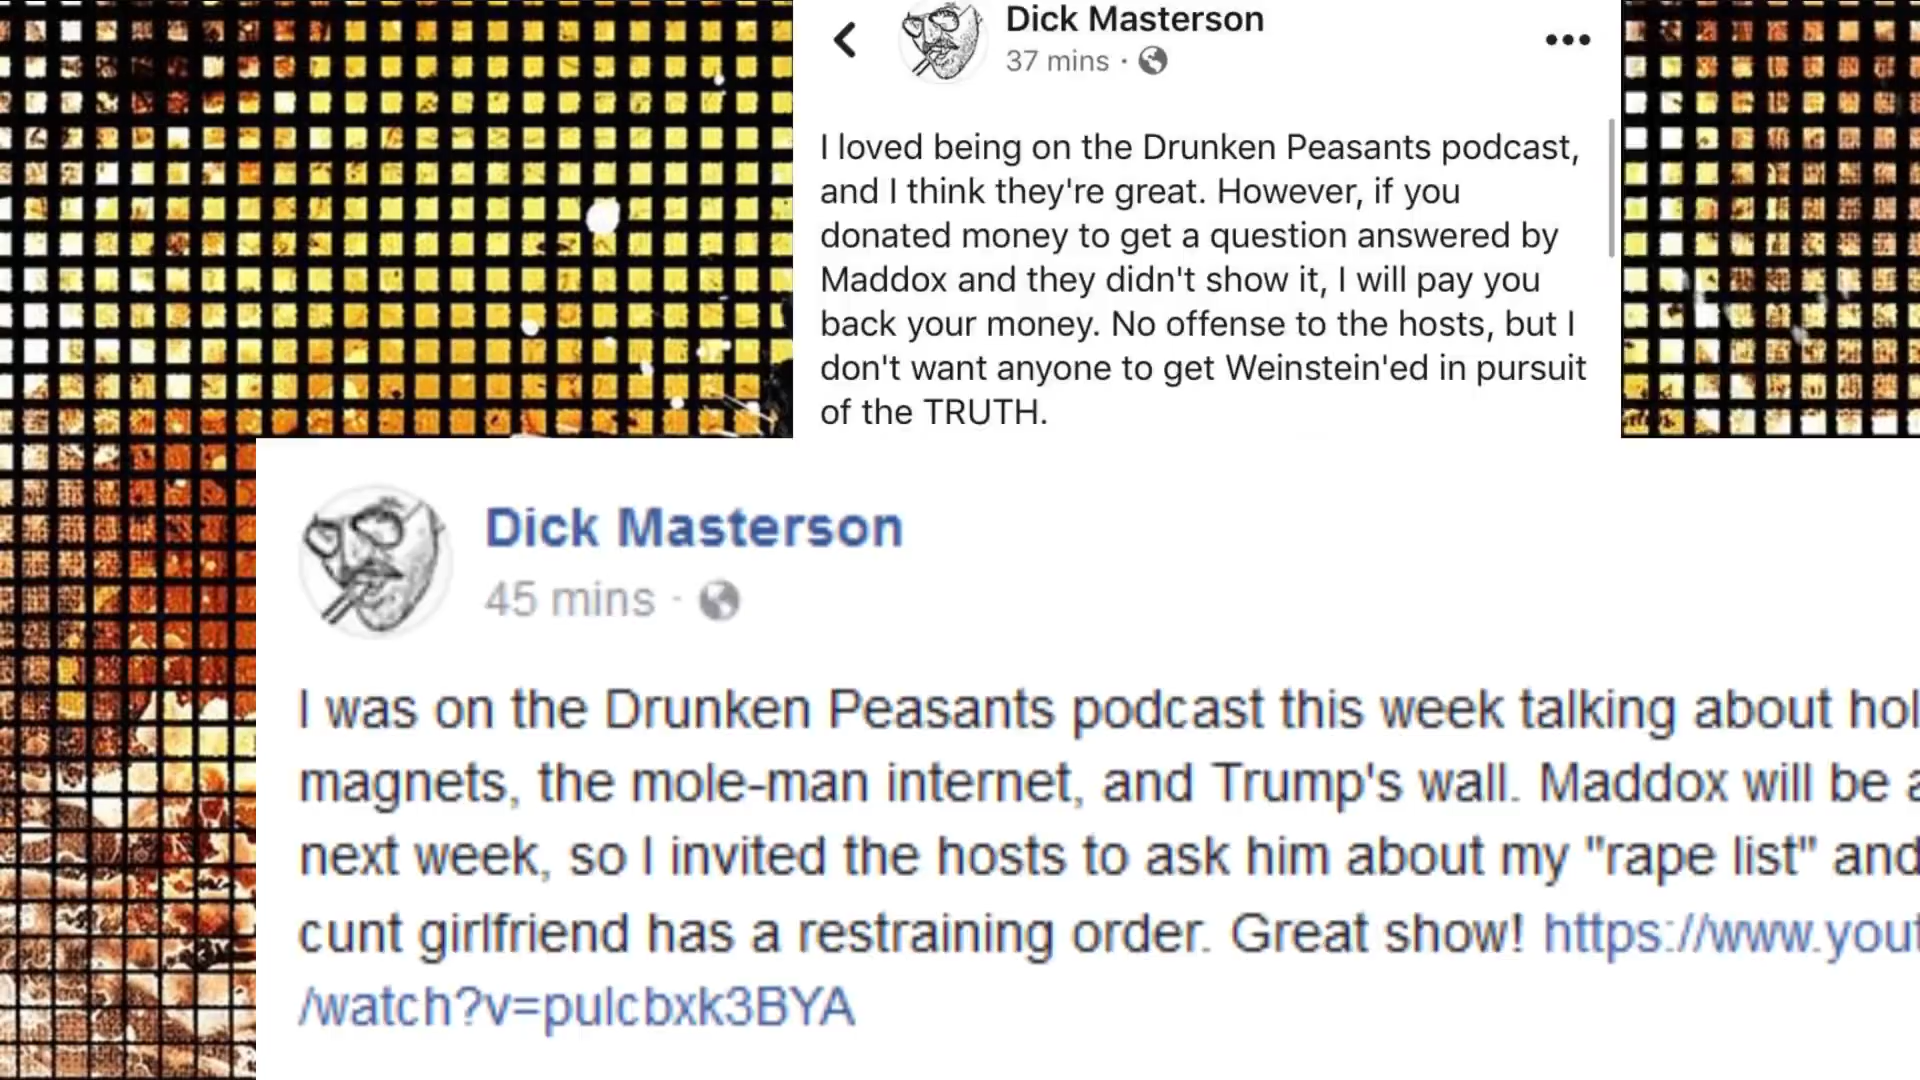 Dick Masterson
37 mins ·
I loved being on the Drunken Peasants podcast,
and I think they're great. However, if you
donated money to get a question answered by
Maddox and they didn't show it, I will pay you
back your money. No offense to the hosts, but I
don't want anyone to get Weinstein'ed in pursuit
of the TRUTH.
Dick Masterson
45 mins ·
I was on the Drunken Peasants podcast this week talking about
magnets, the mole-man internet, and Trump's wall. Maddox will be
next week, so I invited the hosts to ask him about my "rape list" and
cunt girlfriend has a restraining order. Great show! https://www.yout
/watch?v=pulcbxk3BYA